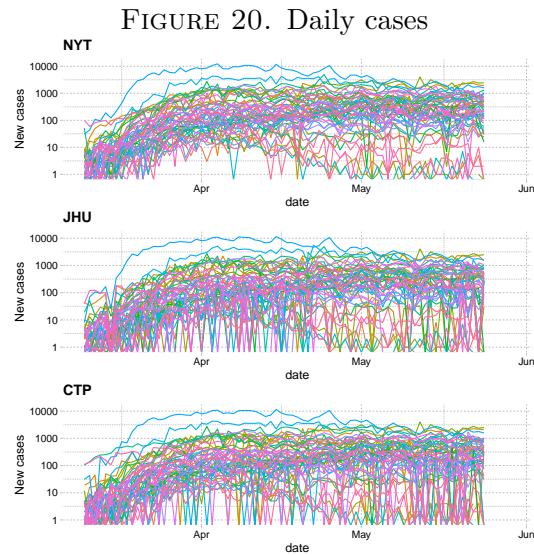 FIGURE 20. Daily cases
NYT
10000
1000
100
10
1
New cases
Apr May Jun
date
JHU
10000
1000
100
10
1
New cases
Apr May Jun
date
CTP
10000
1000
100
10
1
New cases
Apr May Jun
date